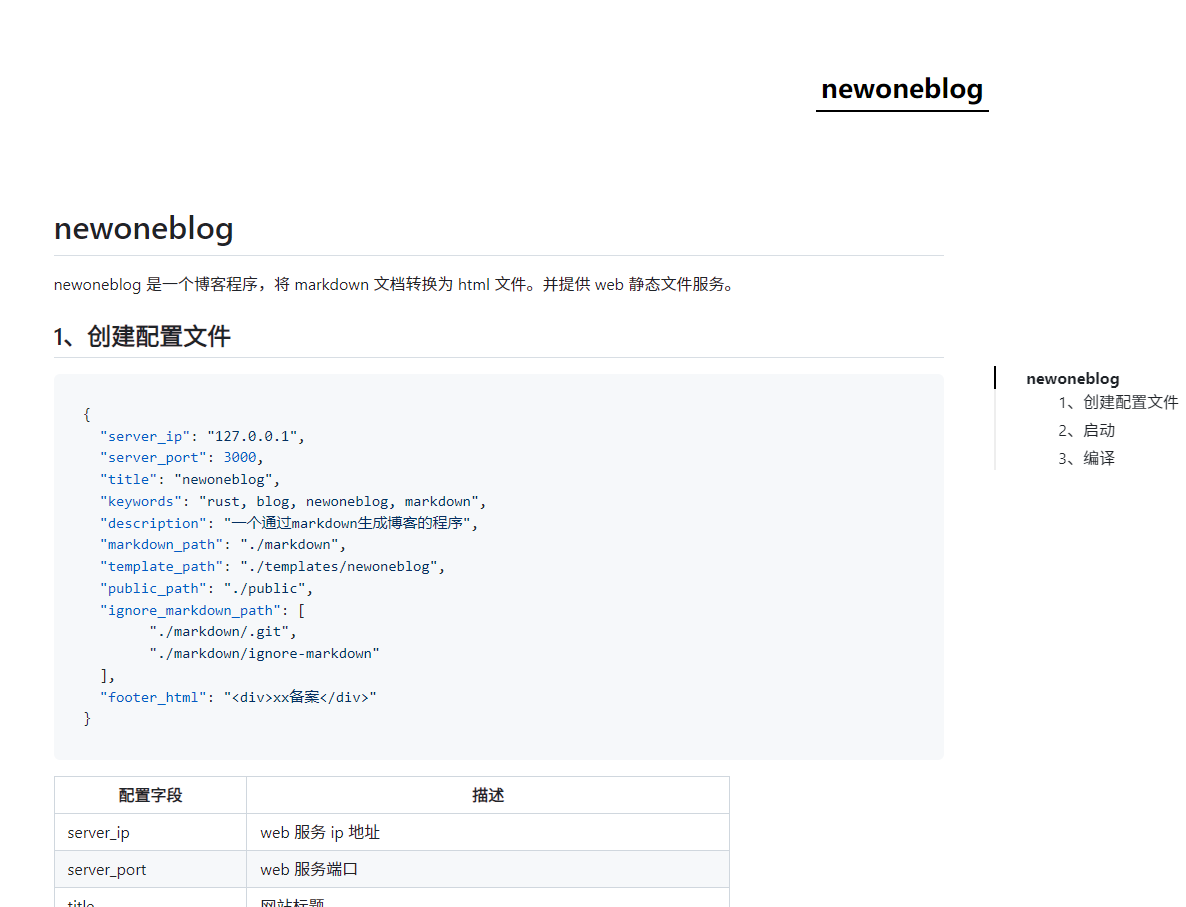 newoneblog
newoneblog
newoneblog 是一个博客程序，将 markdown 文档转换为 html 文件。并提供 web 静态文件服务。
1、创建配置文件
{
  "server_ip": "127.0.0.1",
  "server_port": 3000,
  "title": "newoneblog",
  "keywords": "rust, blog, newoneblog, markdown",
  "description": "一个通过markdown生成博客的程序",
  "markdown_path": "./markdown",
  "template_path": "./templates/newoneblog",
  "public_path": "./public",
  "ignore_markdown_path": [
        "./markdown/.git",
        "./markdown/ignore-markdown"
  ],
  "footer_html": "<div>xx备案</div>"
}
配置字段 描述
server_ip web 服务 ip 地址
server_port web 服务端口
title 网站标题
newoneblog
1、创建配置文件
2、启动
3、编译